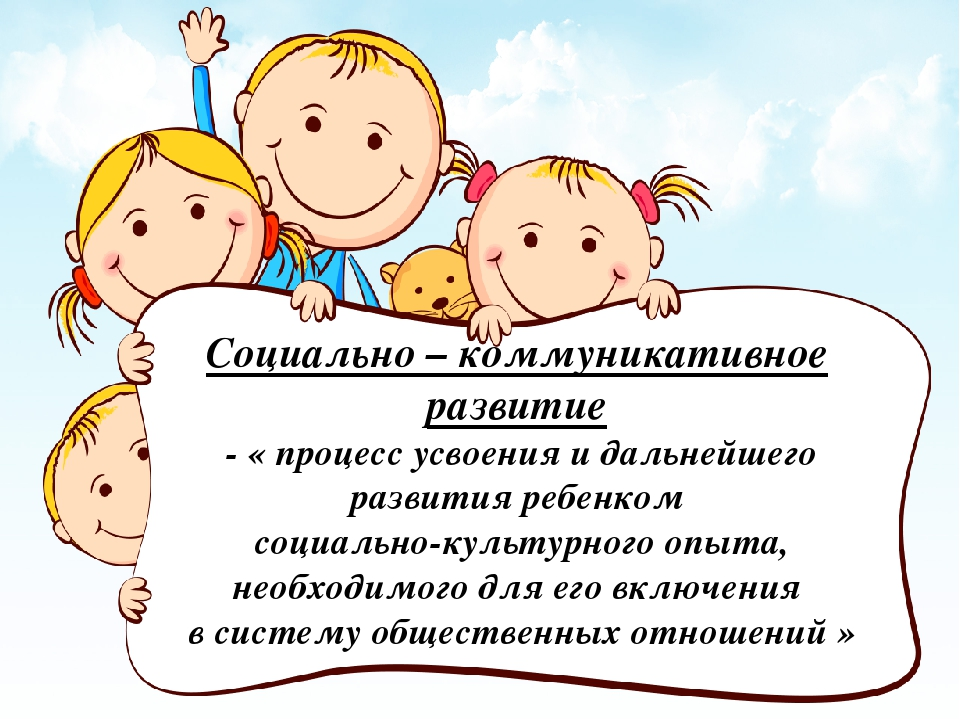 Социально – коммуникативное
развитие
- « процесс усвоения и дальнейшего
развития ребенком
социально-культурного опыта,
необходимого для его включения
в систему общественных отношений »